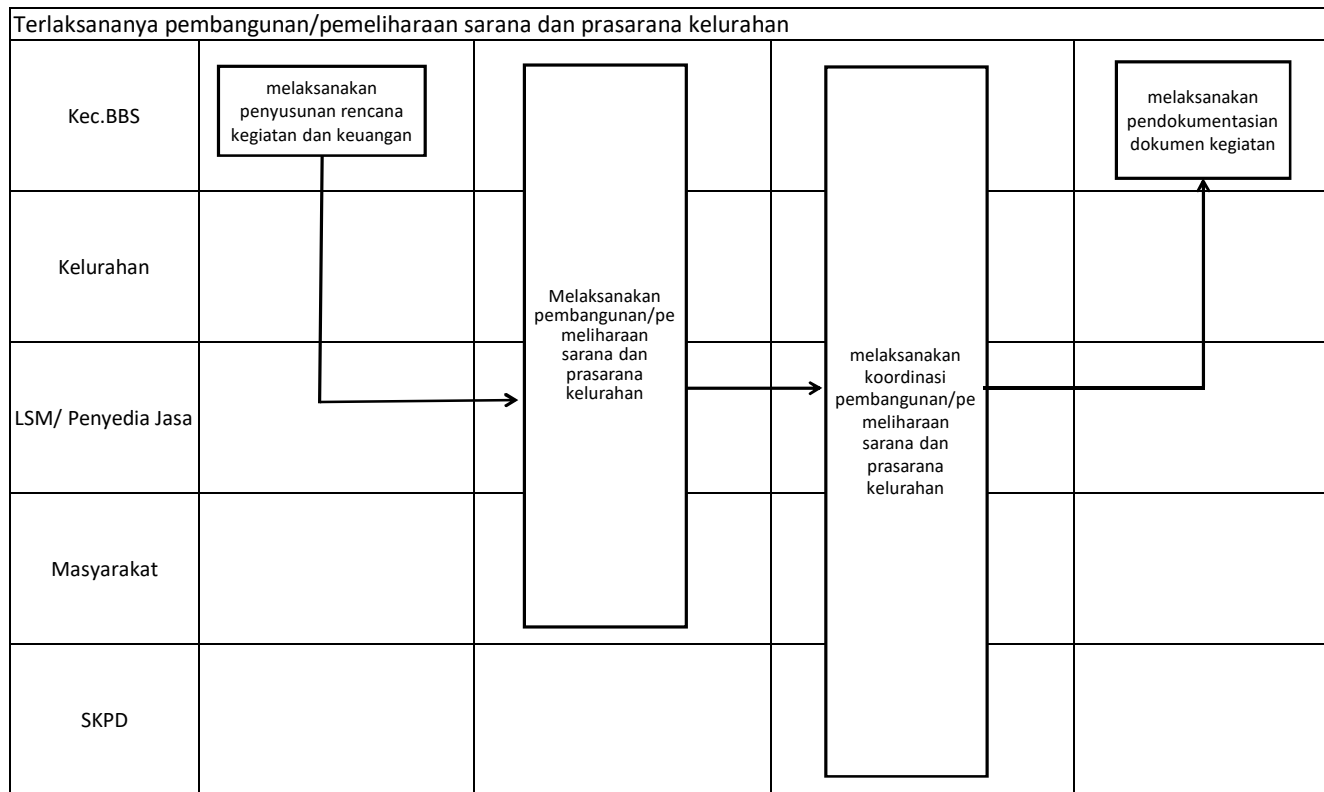 Terlaksananya pembangunan/pemeliharaan sarana dan prasarana kelurahan
Kec.BBS
melaksanakan
penyusunan rencana
kegiatan dan keuangan
melaksanakan
pendokumentasian
dokumen kegiatan
Kelurahan
Melaksanakan
pembangunan/pe
meliharaan
sarana dan
prasarana
kelurahan
melaksanakan
koordinasi
pembangunan/pe
meliharaan
sarana dan
prasarana
kelurahan
LSM/ Penyedia Jasa
Masyarakat
SKPD